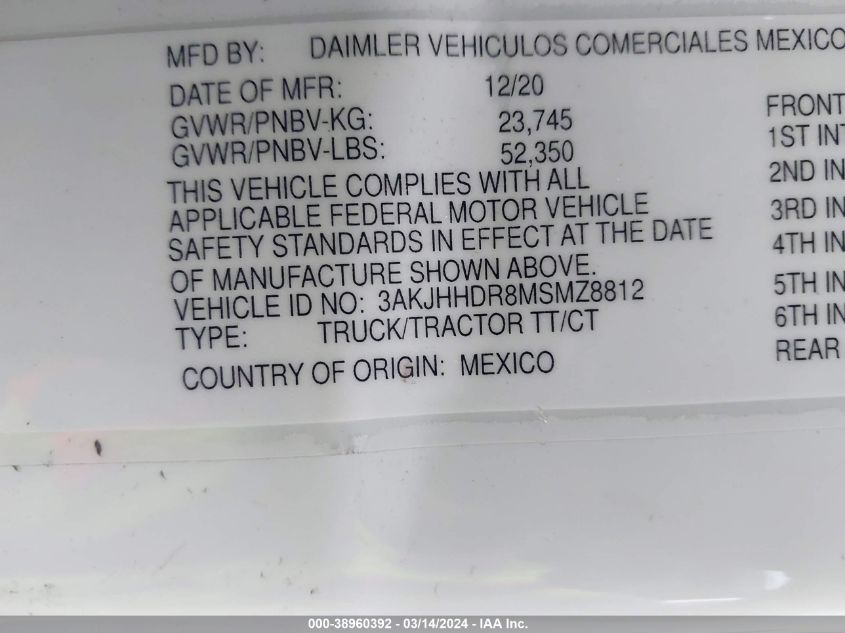 MFD BY: DAIMLER VEHICULOS COMERCIALES MEXICO
DATE OF MFR: 12/20
GVWR/PNBV-KG: 23,745
GVWR/PNBV-LBS: 52,350
THIS VEHICLE COMPLIES WITH ALL
APPLICABLE FEDERAL MOTOR VEHICLE
SAFETY STANDARDS IN EFFECT AT THE DATE
OF MANUFACTURE SHOWN ABOVE.
VEHICLE ID NO: 3AKJHHDR8MSMZ8812
TYPE: TRUCK/TRACTOR TT/CT
COUNTRY OF ORIGIN: MEXICO
FRONT
1ST INT
2ND IN
3RD IN
4TH IN
5TH IN
6TH IN
REAR
000-38960392 - 03/14/2024 - IAA Inc.